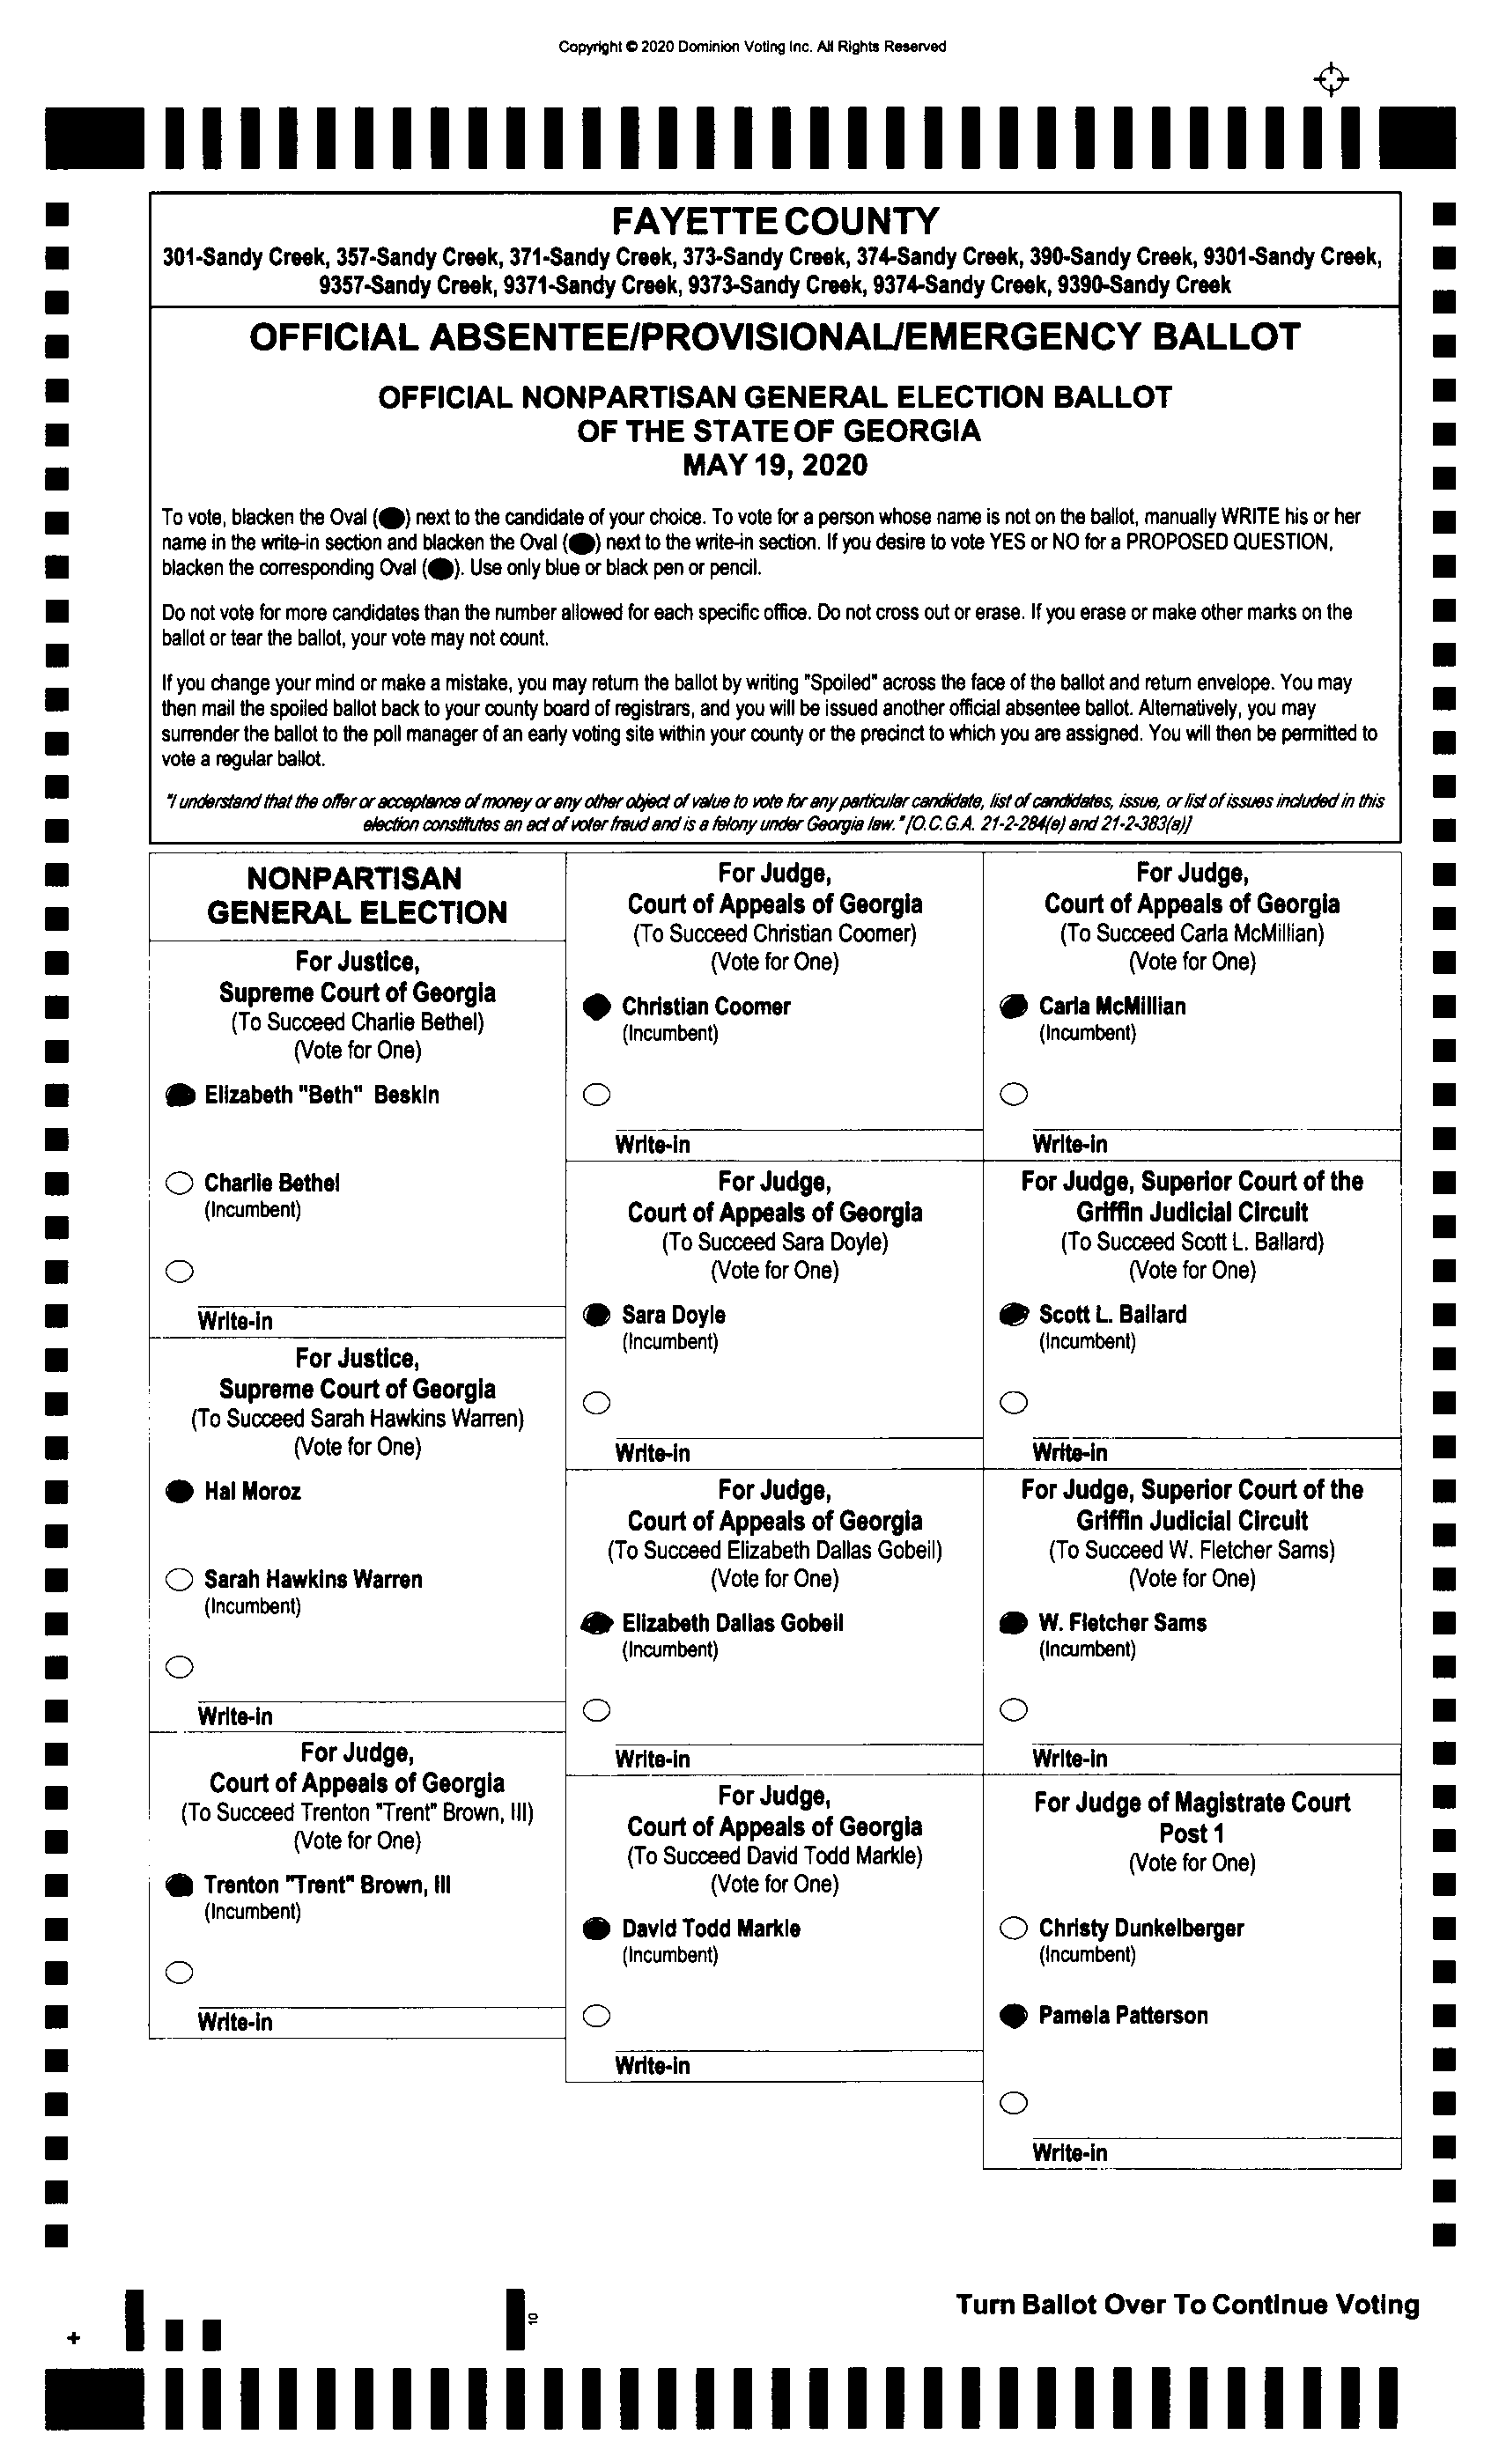 Copyright © 2020 Dominion Voting Inc. All Rights Reserved
FAYETTE COUNTY
301-Sandy Creek, 357-Sandy Creek, 371-Sandy Creek, 373-Sandy Creek, 374-Sandy Creek, 390-Sandy Creek, 9301-Sandy Creek,
9357-Sandy Creek, 9371-Sandy Creek, 9373-Sandy Creek, 9374-Sandy Creek, 9390-Sandy Creek
OFFICIAL ABSENTEE/PROVISIONAL/EMERGENCY BALLOT
OFFICIAL NONPARTISAN GENERAL ELECTION BALLOT
OF THE STATE OF GEORGIA
MAY 19, 2020
To vote, blacken the Oval (●) next to the candidate of your choice. To vote for a person whose name is not on the ballot, manually WRITE his or her
name in the write-in section and blacken the Oval (●) next to the write-in section. If you desire to vote YES or NO for a PROPOSED QUESTION,
blacken the corresponding Oval (●). Use only blue or black pen or pencil.
Do not vote for more candidates than the number allowed for each specific office. Do not cross out or erase. If you erase or make other marks on the
ballot or tear the ballot, your vote may not count.
If you change your mind or make a mistake, you may return the ballot by writing "Spoiled" across the face of the ballot and return envelope. You may
then mail the spoiled ballot back to your county board of registrars, and you will be issued another official absentee ballot. Alternatively, you may
surrender the ballot to the poll manager of an early voting site within your county or the precinct to which you are assigned. You will then be permitted to
vote a regular ballot.
"I understand that the offer or acceptance of money or any other object of value to vote for any particular candidate, list of candidates, issue, or list of issues included in this
election constitutes an act of voter fraud and is a felony under Georgia law." [O.C.G.A. 21-2-284(e) and 21-2-383(a)]
NONPARTISAN
GENERAL ELECTION
For Justice,
Supreme Court of Georgia
(To Succeed Charlie Bethel)
(Vote for One)
Elizabeth "Beth" Beskin
Charlie Bethel
(Incumbent)
Write-in
For Justice,
Supreme Court of Georgia
(To Succeed Sarah Hawkins Warren)
(Vote for One)
Hal Moroz
Sarah Hawkins Warren
(Incumbent)
Write-in
For Judge,
Court of Appeals of Georgia
(To Succeed Trenton "Trent" Brown, III)
(Vote for One)
Trenton "Trent" Brown, III
(Incumbent)
Write-in
For Judge,
Court of Appeals of Georgia
(To Succeed Christian Coomer)
(Vote for One)
Christian Coomer
(Incumbent)
Write-in
For Judge,
Court of Appeals of Georgia
(To Succeed Sara Doyle)
(Vote for One)
Sara Doyle
(Incumbent)
Write-in
For Judge,
Court of Appeals of Georgia
(To Succeed Elizabeth Dallas Gobeil)
(Vote for One)
Elizabeth Dallas Gobeil
(Incumbent)
Write-in
For Judge,
Court of Appeals of Georgia
(To Succeed David Todd Markle)
(Vote for One)
David Todd Markle
(Incumbent)
Write-in
For Judge,
Court of Appeals of Georgia
(To Succeed Carla McMillian)
(Vote for One)
Carla McMillian
(Incumbent)
Write-in
For Judge, Superior Court of the
Griffin Judicial Circuit
(To Succeed Scott L. Ballard)
(Vote for One)
Scott L. Ballard
(Incumbent)
Write-in
For Judge, Superior Court of the
Griffin Judicial Circuit
(To Succeed W. Fletcher Sams)
(Vote for One)
W. Fletcher Sams
(Incumbent)
Write-in
For Judge of Magistrate Court
Post 1
(Vote for One)
Christy Dunkelberger
(Incumbent)
Pamela Patterson
Write-in
Turn Ballot Over To Continue Voting
10
+